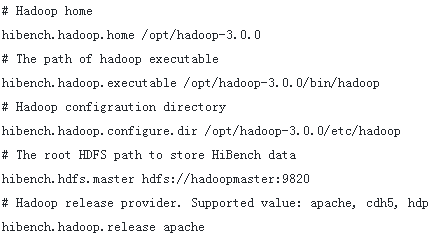 # Hadoop home
hibench.hadoop.home /opt/hadoop-3.0.0
# The path of hadoop executable
hibench.hadoop.executable /opt/hadoop-3.0.0/bin/hadoop
# Hadoop configraution directory
hibench.hadoop.configure.dir /opt/hadoop-3.0.0/etc/hadoop
# The root HDFS path to store HiBench data
hibench.hdfs.master hdfs://hadoopmaster:9820
# Hadoop release provider. Supported value: apache, cdh5, hdp
hibench.hadoop.release apache